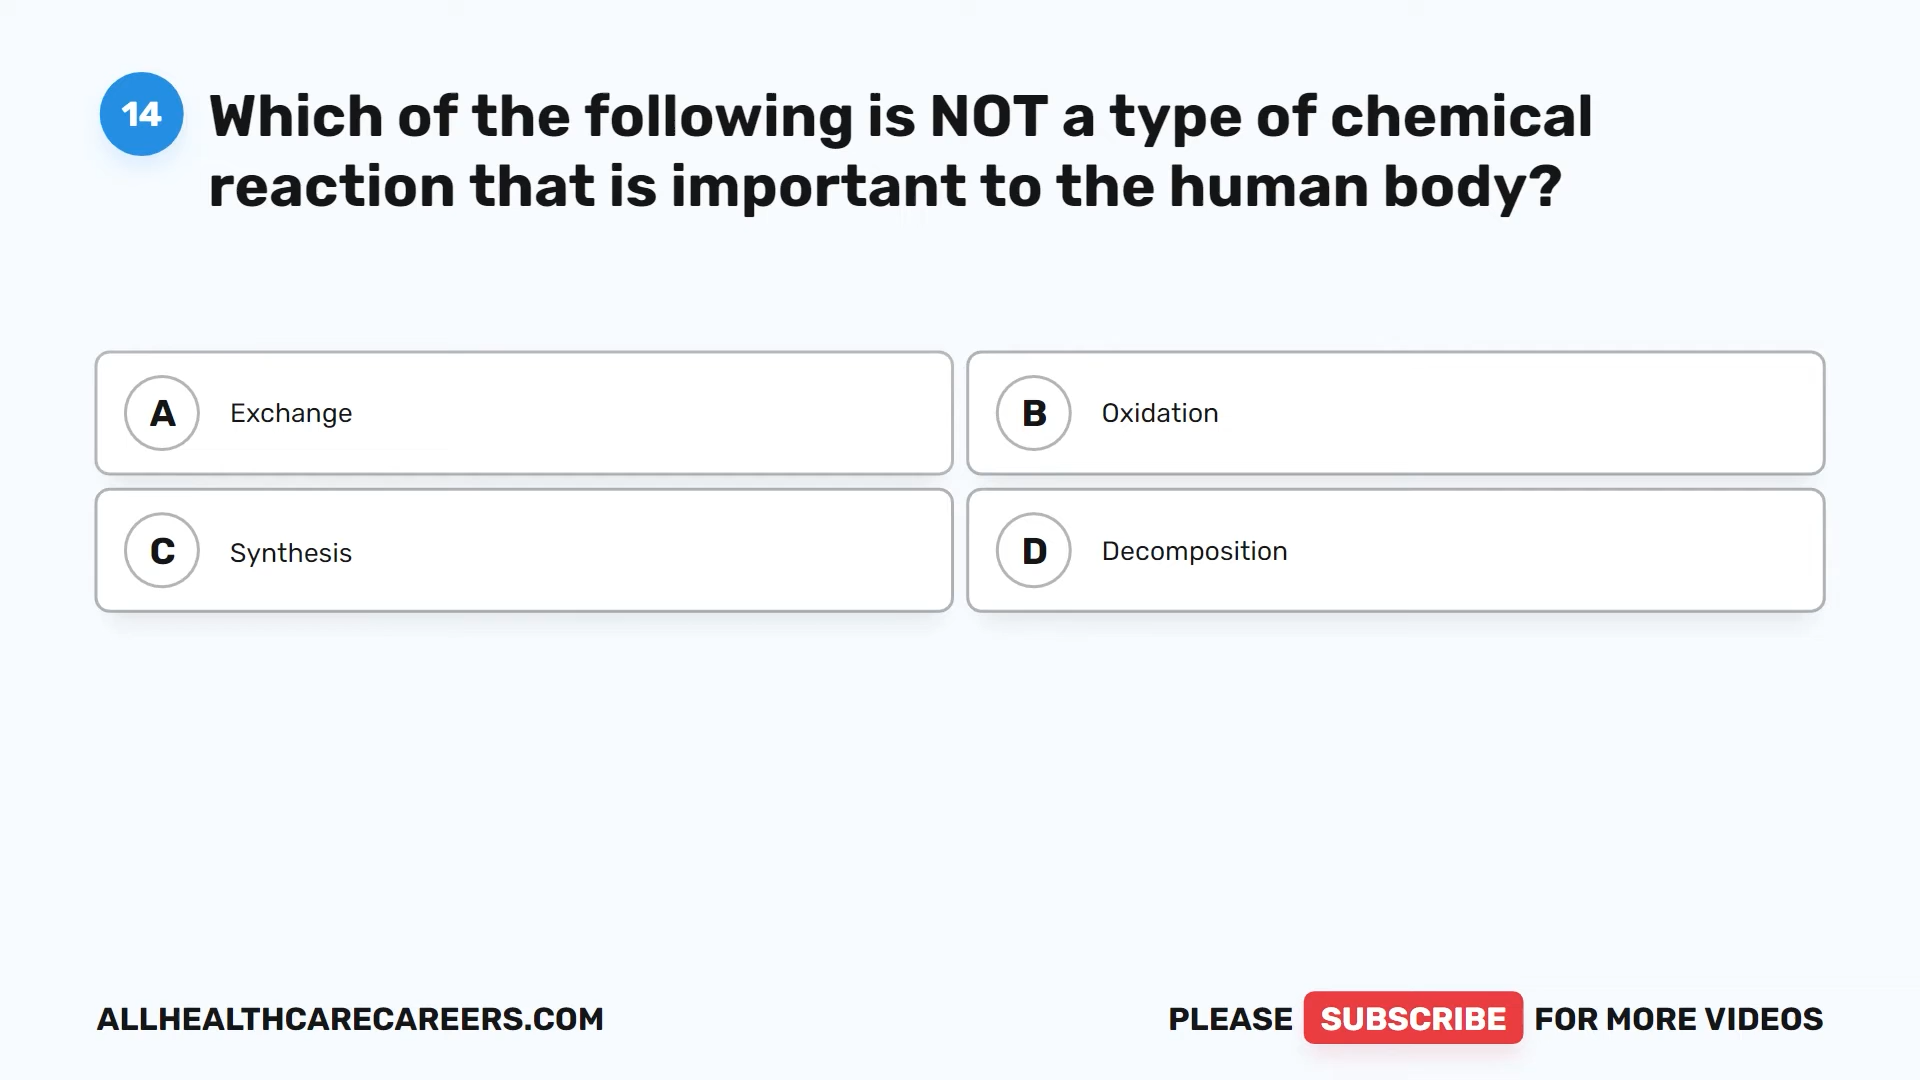 14
Which of the following is NOT a type of chemical
reaction that is important to the human body?
A Exchange
B Oxidation
C Synthesis
D Decomposition
ALLHEALTHCARECAREERS.COM
PLEASE SUBSCRIBE FOR MORE VIDEOS